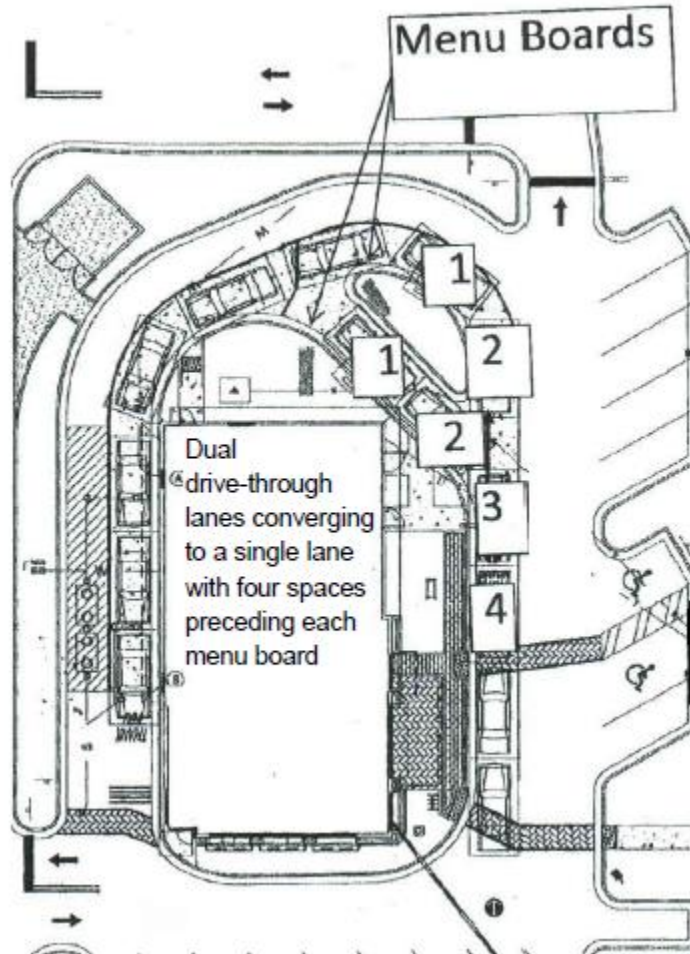 Menu Boards
M
1
1
2
2
Dual
drive-through
lanes converging
to a single lane
with four spaces
preceding each
menu board
A
3
4
B